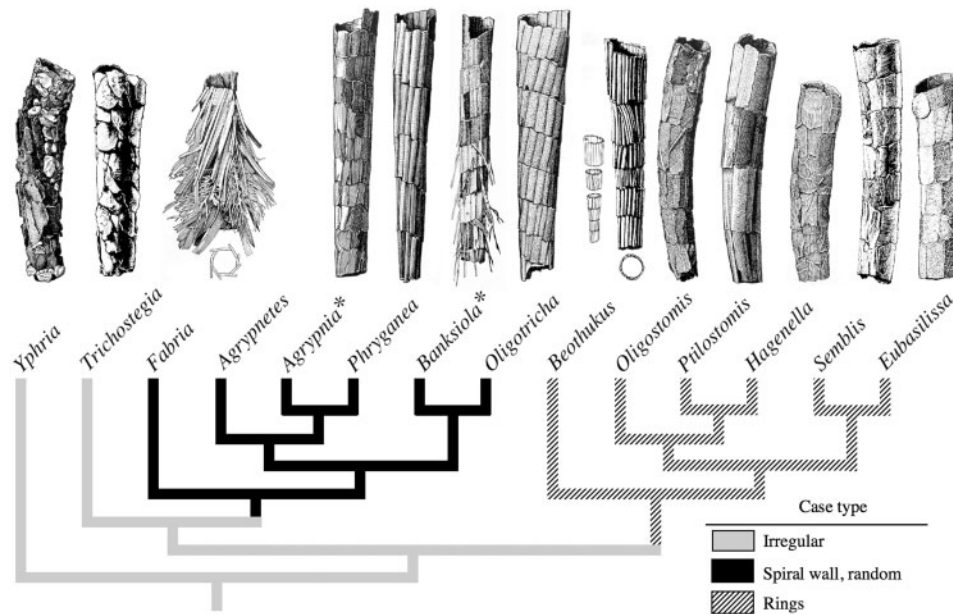 Yphria
Trichostegia
Fabria
Agrypnetes
Agrypnia*
Phryganea
Banksiola*
Oligotricha
Beothukus
Oligostomis
Ptilostomis
Hagenella
Semblis
Eubasilissa
Case type
Irregular
Spiral wall, random
Rings